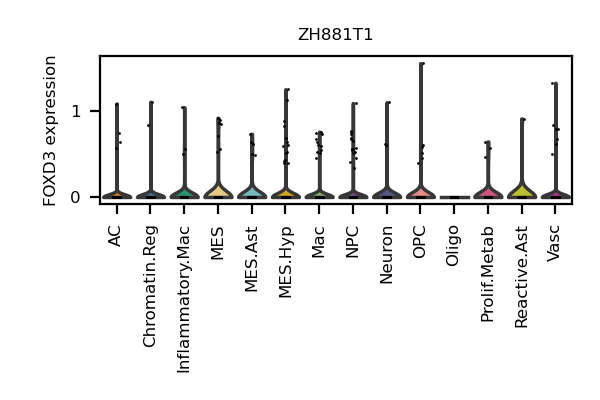 ZH881T1
FOXD3 expression
1
0
AC
Chromatin.Reg
Inflammatory.Mac
MES
MES.Ast
MES.Hyp
Mac
NPC
Neuron
OPC
Oligo
Prolif.Metab
Reactive.Ast
Vasc